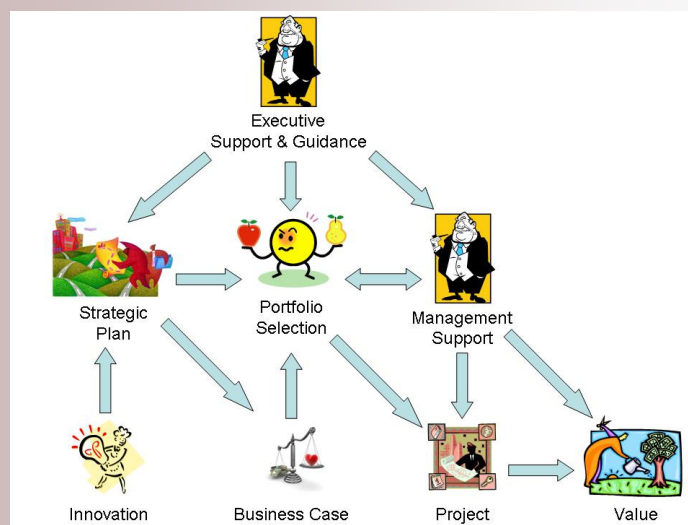 Executive
Support & Guidance
Strategic
Plan
Portfolio
Selection
Management
Support
Innovation
Business Case
Project
Value